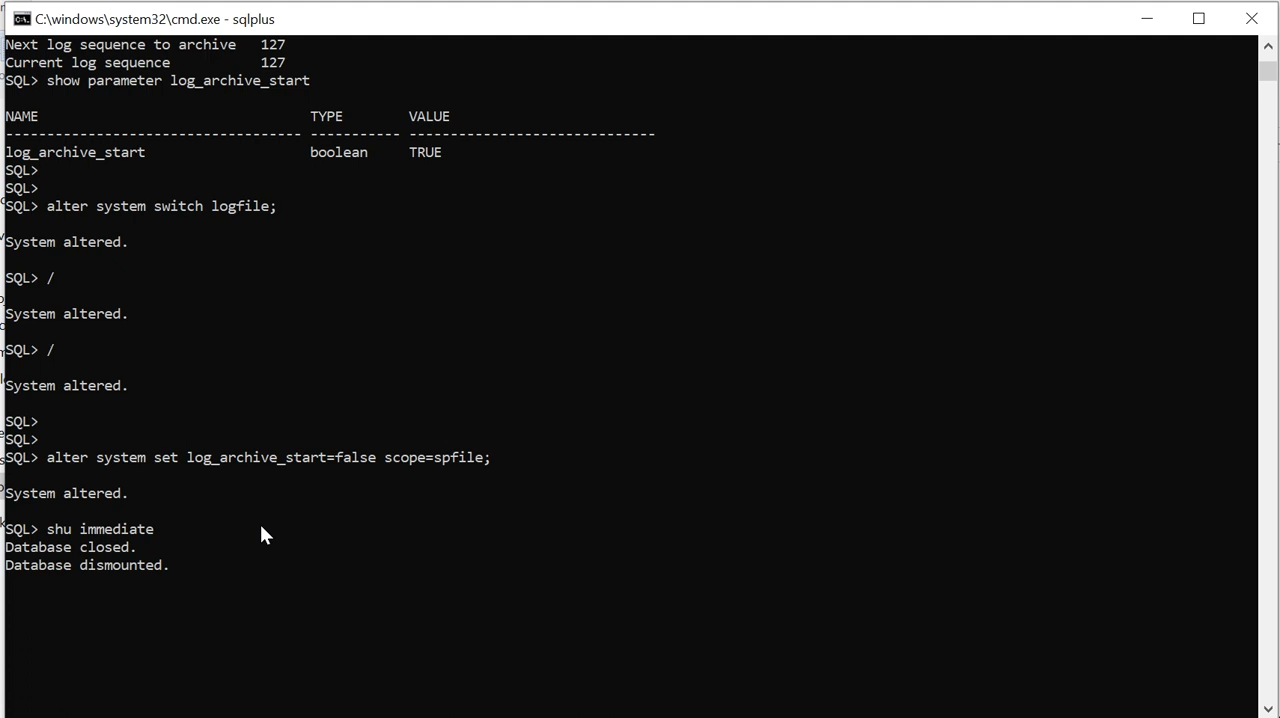 C:\windows\system32\cmd.exe - sqlplus
Next log sequence to archive   127
Current log sequence           127
SQL> show parameter log_archive_start
NAME                                 TYPE        VALUE
------------------------------------ ----------- ------------------------------
log_archive_start                    boolean     TRUE
SQL>
SQL>
SQL> alter system switch logfile;
System altered.
SQL> /
System altered.
SQL> /
System altered.
SQL>
SQL>
SQL> alter system set log_archive_start=false scope=spfile;
System altered.
SQL> shu immediate
Database closed.
Database dismounted.